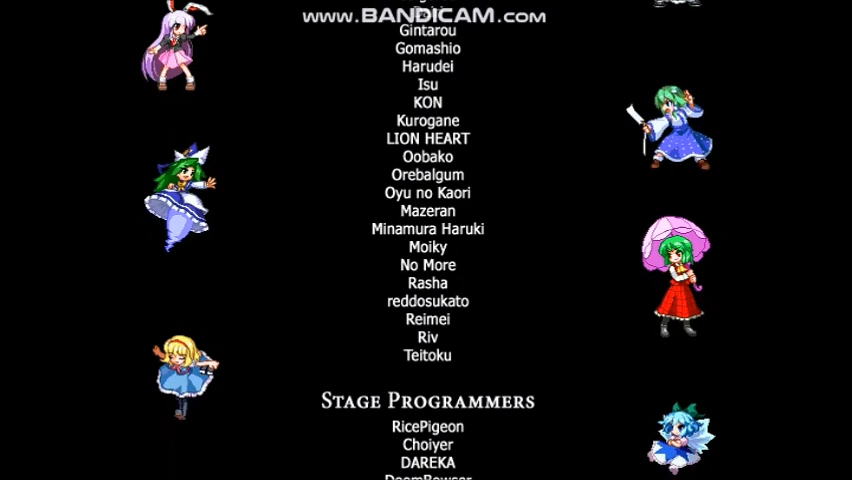 WWW.BANDICAM.COM
Gintarou
Gomashio
Harudei
Isu
KON
Kurogane
LION HEART
Oobako
Orebalgum
Oyu no Kaori
Mazeran
Minamura Haruki
Moiky
No More
Rasha
reddosukato
Reimei
Riv
Teitoku
STAGE PROGRAMMERS
RicePigeon
Choiyer
DAREKA
DoomBowser